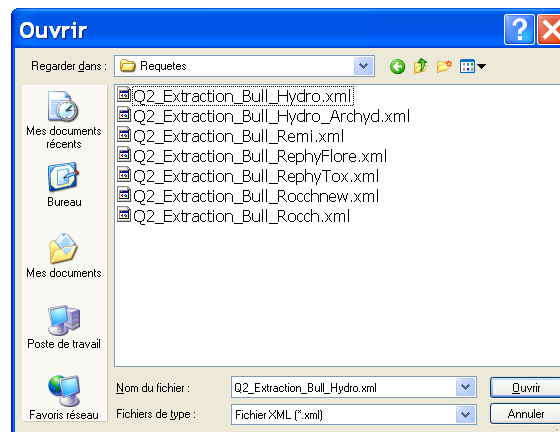 Ouvrir
Regarder dans :
Requetes
Mes documents
récents
Bureau
Mes documents
Poste de travail
Favoris réseau
Q2_Extraction_Bull_Hydro.xml
Q2_Extraction_Bull_Hydro_Archyd.xml
Q2_Extraction_Bull_Remi.xml
Q2_Extraction_Bull_RephyFlore.xml
Q2_Extraction_Bull_RephyTox.xml
Q2_Extraction_Bull_Rocchnew.xml
Q2_Extraction_Bull_Rocch.xml
Nom du fichier :
Q2_Extraction_Bull_Hydro.xml
Ouvrir
Fichiers de type :
Fichier XML (*.xml)
Annuler